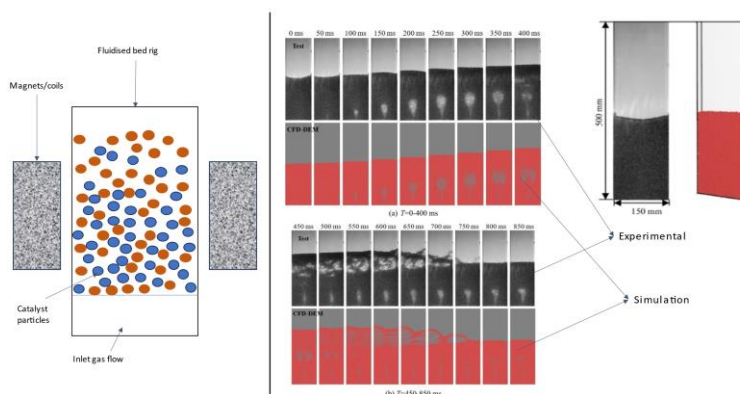 Fluidised bed rig
Magnets/coils
Catalyst
particles
Inlet gas flow
0 ms 50 ms 100 ms 150 ms 200 ms 250 ms 300 ms 350 ms 400 ms
Test
CFD-DEM
(a) T=0-400 ms
450 ms 500 ms 550 ms 600 ms 650 ms 700 ms 750 ms 800 ms 850 ms
Test
CFD-DEM
(b) T=450-850 ms
500 mm
150 mm
Experimental
Simulation